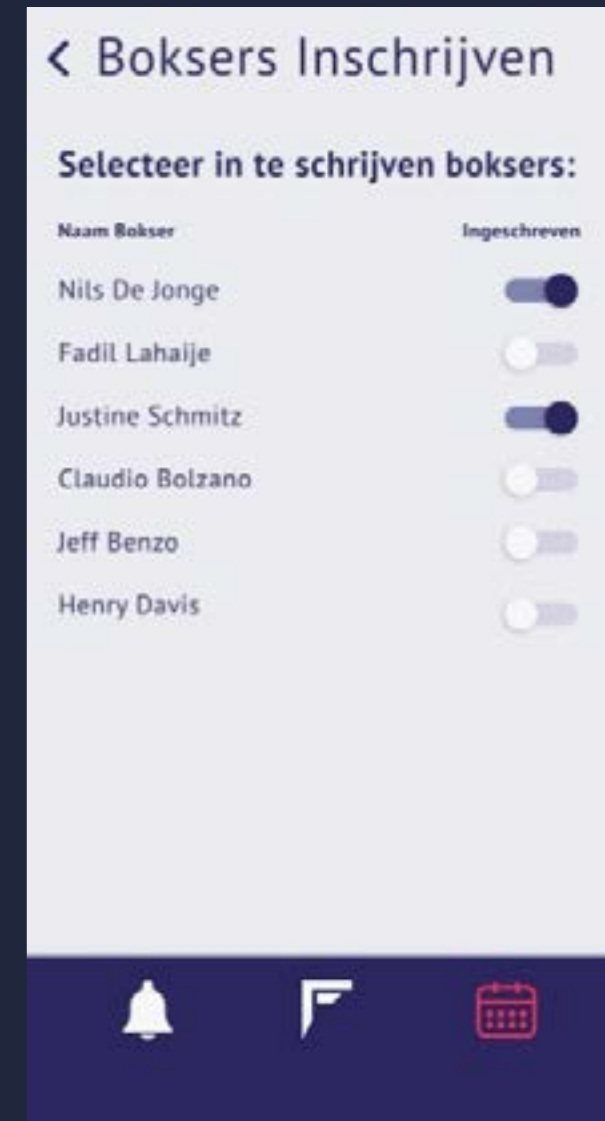 Boksers Inschrijven
Selecteer in te schrijven boksers:
Naam Bokser Ingeschreven
Nils De Jonge
Fadil Lahaije
Justine Schmitz
Claudio Bolzano
Jeff Benzo
Henry Davis